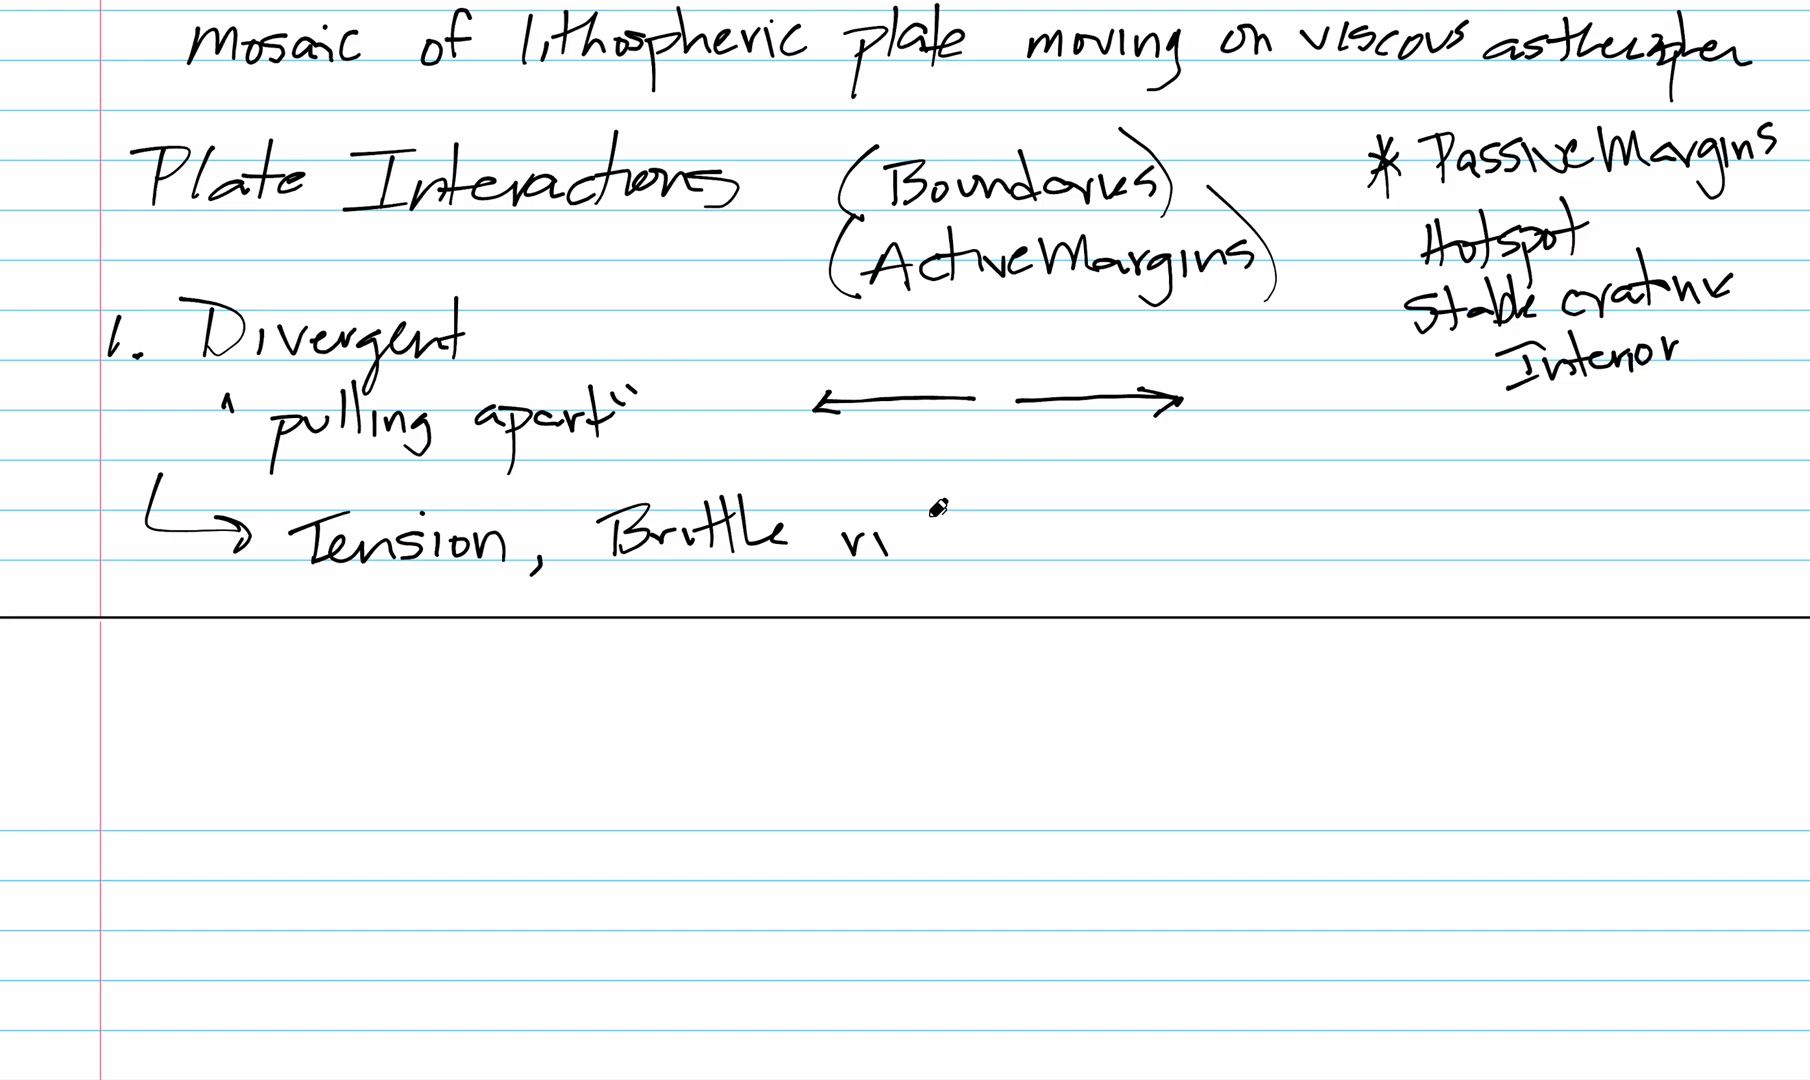 mosaic of lithospheric plate moving on viscous
Plate Interactions (Boundaries)
(Active Margins)
* Passive Margins
Hotspot
Stable cratonic
Interior
1. Divergent
"pulling apart"
Tension, Brittle ri